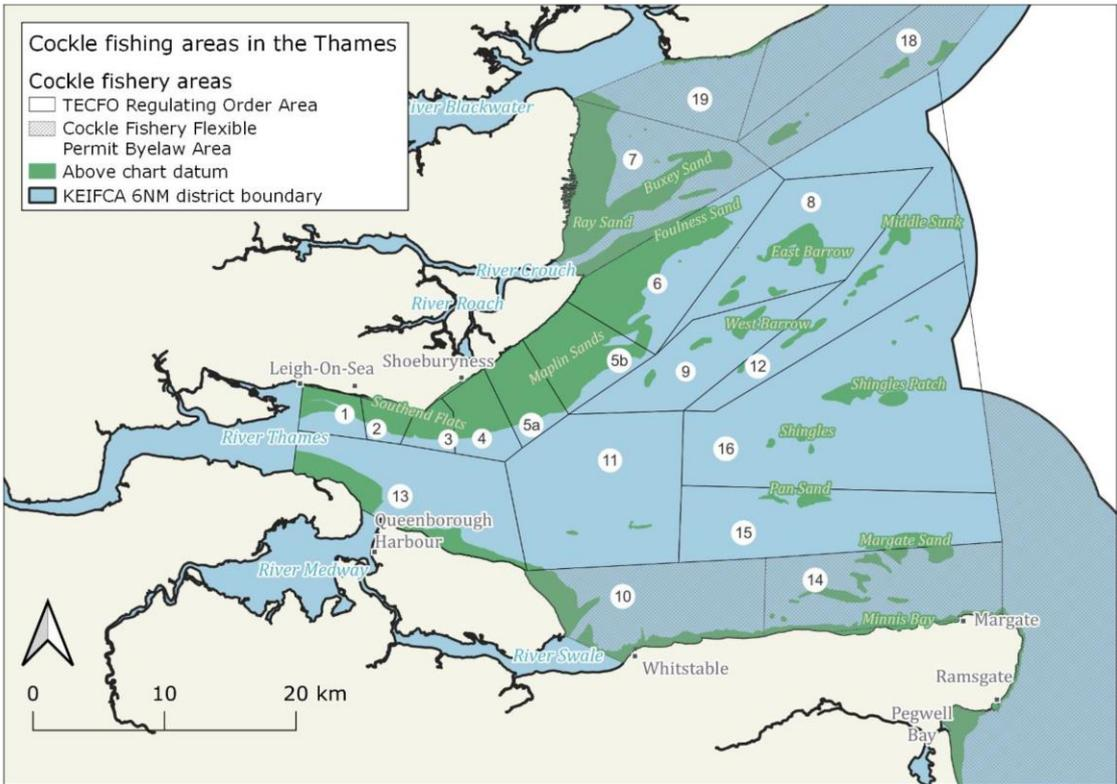 Cockle fishing areas in the Thames
Cockle fishery areas
TECFO Regulating Order Area
Cockle Fishery Flexible
Permit Byelaw Area
Above chart datum
KEIFCA 6NM district boundary
18
iver Blackwater
19
7
Buxey Sand
8
Ray Sand
Foulness Sand
Middle Sunk
East Barrow
River Crouch
6
River Roach
West Barrow
Maplin Sands
5b
9
12
Leigh-On-Sea
Shoeburyness
Shingles Patch
1
Southend Flats
2
3
4
5a
River Thames
Shingles
11
16
13
Pan Sand
Queenborough
Harbour
15
Margate Sand
River Medway
10
14
Minnis Bay
Margate
River Swale
Whitstable
Ramsgate
0 10 20 km
Pegwell
Bay